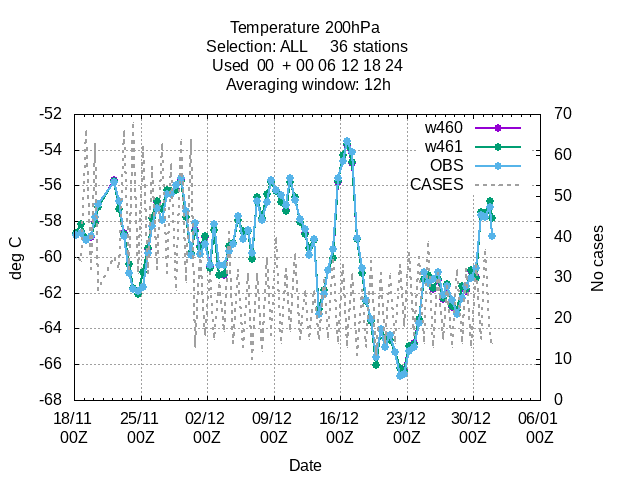 Temperature 200hPa
Selection: ALL 36 stations
Used 00 + 00 06 12 18 24
Averaging window: 12h
-52
-54
-56
-58
-60
-62
-64
-66
-68
deg C
70
60
50
40
30
20
10
0
No cases
w460
w461
OBS
CASES
18/11 25/11 02/12 09/12 16/12 23/12 30/12 06/01
00Z 00Z 00Z 00Z 00Z 00Z 00Z 00Z
Date